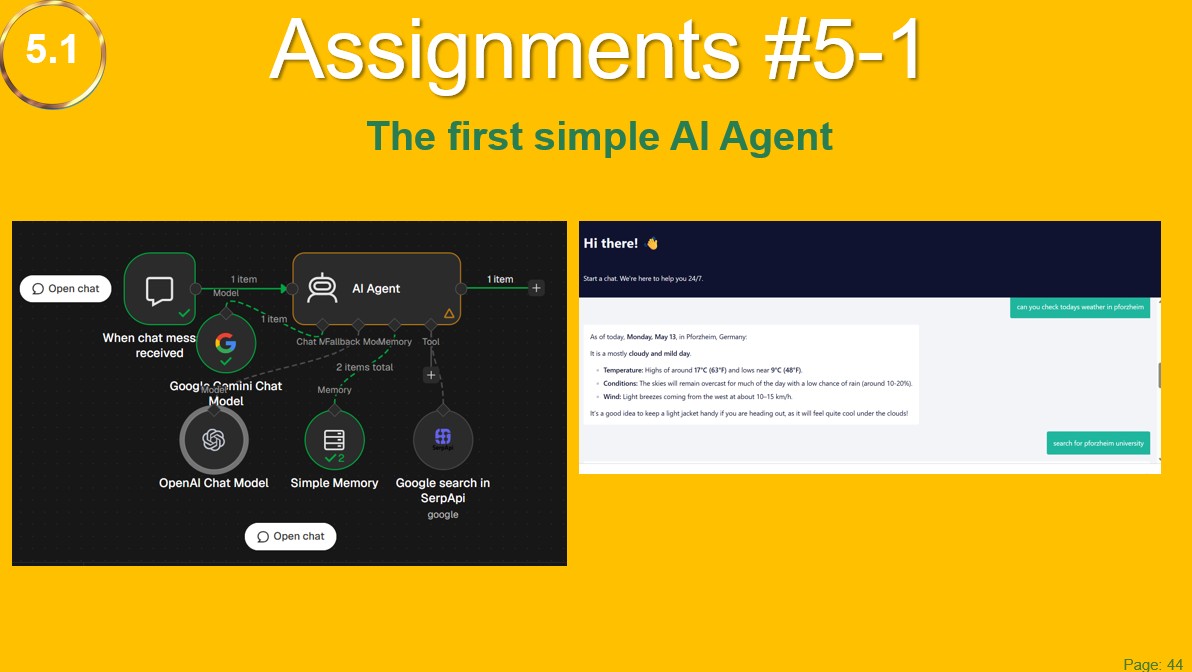 5.1
Assignments #5-1
The first simple AI Agent
Open chat
1 item
Model
AI Agent
1 item
1 item
When chat mess
received
Chat M
Fallback Mod
Memory
Tool
Google Gemini Chat
Model
Model
2 items total
Memory
2
OpenAI Chat Model
Simple Memory
SerpApi
Google search in
SerpApi
google
Open chat
Hi there! 👋
Start a chat. We're here to help you 24/7.
can you check todays weather in pforzheim
As of today, Monday, May 13, in Pforzheim, Germany:
It is a mostly cloudy and mild day.
• Temperature: Highs of around 17°C (63°F) and lows near 9°C (48°F).
• Conditions: The skies will remain overcast for much of the day with a low chance of rain (around 10-20%).
• Wind: Light breezes coming from the west at about 10–15 km/h.
It's a good idea to keep a light jacket handy if you are heading out, as it will feel quite cool under the clouds!
search for pforzheim university
Page: 44